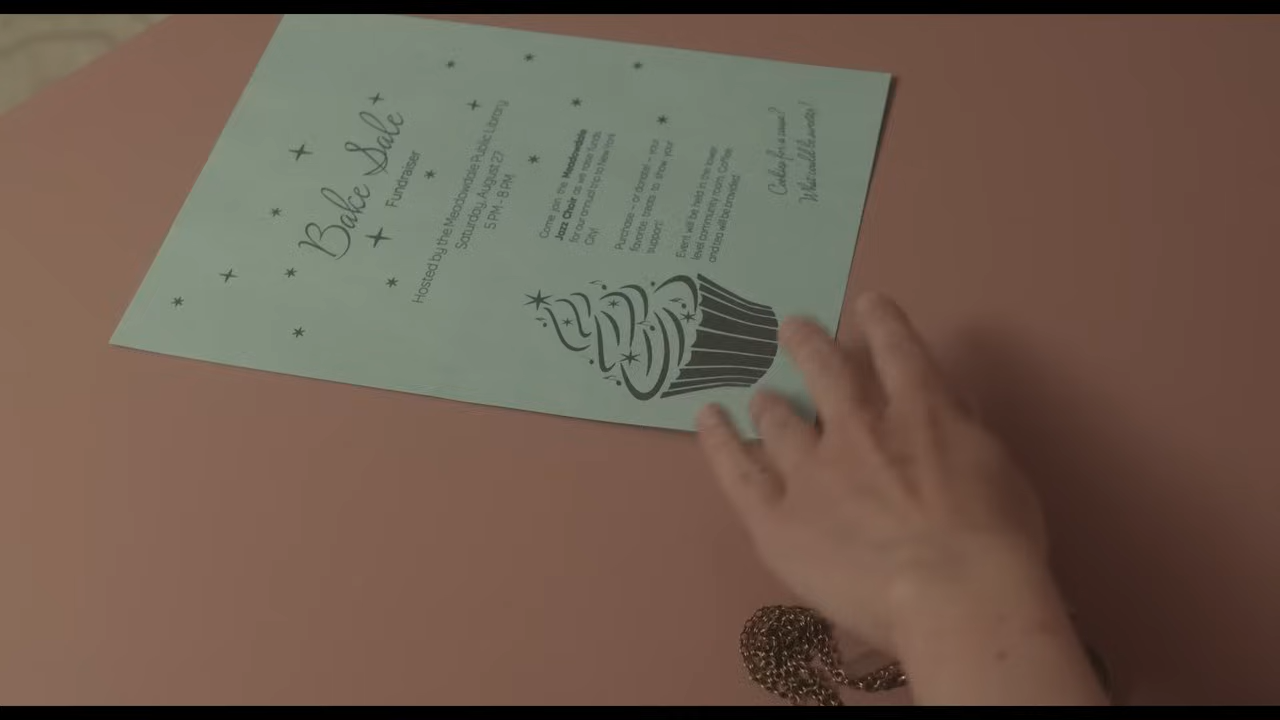 Bake Sale
Fundraiser
Hosted by the Meadowdale Public Library
Saturday, August 27
5 PM - 8 PM
Come join the Meadowdale
Jazz Choir as we raise funds
for our annual trip to New York
City!
Purchase - or donate! - your
favorite treats to show your
support!
Event will be held in the lower
level community room. Coffee
and tea will be provided.
Cookies for a cause?
What could be sweeter!